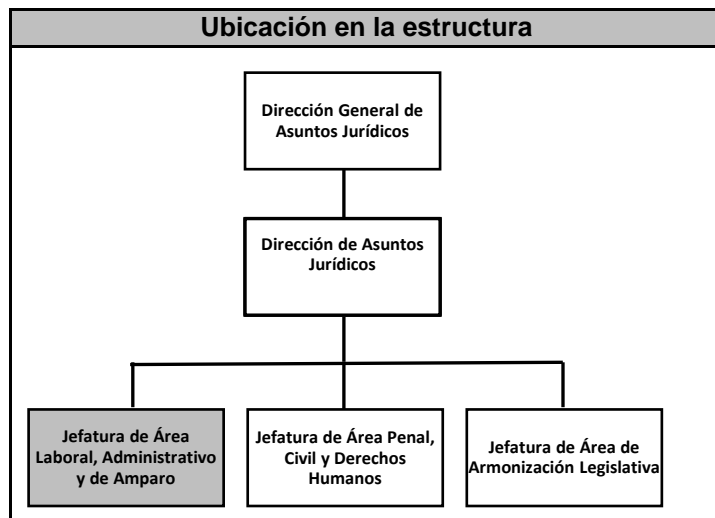 Ubicación en la estructura
Dirección General de
Asuntos Jurídicos
Dirección de Asuntos
Jurídicos
Jefatura de Área
Laboral, Administrativo
y de Amparo
Jefatura de Área Penal,
Civil y Derechos
Humanos
Jefatura de Área de
Armonización Legislativa